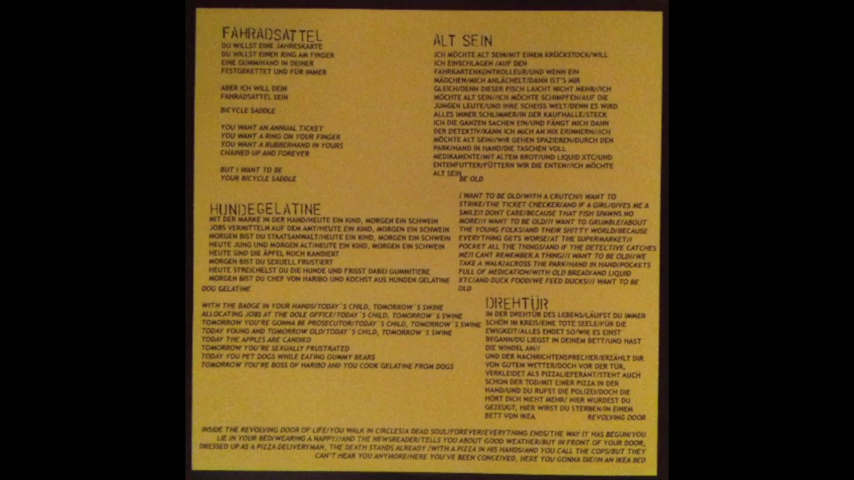 FAHRADSATTEL
DU WILLST EINE JAHRESKARTE
DU WILLST EINEN RING AM FINGER
EINE GUMMIHAND IN DEINER
FESTGEKETTET UND FÜR IMMER
ABER ICH WILL DEIN
FAHRADSATTEL SEIN
BICYCLE SADDLE
YOU WANT AN ANNUAL TICKET
YOU WANT A RING ON YOUR FINGER
YOU WANT A RUBBERHAND IN YOURS
CHAINED UP AND FOREVER
BUT I WANT TO BE
YOUR BICYCLE SADDLE
ALT SEIN
ICH MÖCHTE ALT SEIN/MIT EINEM KRÜCKSTOCK/WILL
ICH EINSCHLAGEN /AUF DEN
FAHRKARTENKONTROLLEUR/UND WENN EIN
MÄDCHEN/MICH ANLÄCHELT/DANN IST'S MIR
GLEICH/DENN DIESER FISCH LAICHT NICHT MEHR//ICH
MÖCHTE ALT SEIN//ICH MÖCHTE SCHIMPFEN/AUF DIE
JUNGEN LEUTE/UND IHRE SCHEISS WELT/DENN ES WIRD
ALLES IMMER SCHLIMMER/IN DER KAUFHALLE/STECK
ICH DIE GANZEN SACHEN EIN/UND FÄNGT MICH DANN
DER DETEKTIV/KANN ICH MICH AN NIX ERINNERN//ICH
MÖCHTE ALT SEIN//WIR GEHEN SPAZIEREN/DURCH DEN
PARK/HAND IN HAND/DIE TASCHEN VOLL
MEDIKAMENTE/MIT ALTEM BROT/UND LIQUID XTC/UND
ENTENFUTTER/FÜTTERN WIR DIE ENTEN//ICH MÖCHTE
ALT SEIN
BE OLD
I WANT TO BE OLD/WITH A CRUTCH/I WANT TO
STRIKE/THE TICKET CHECKER/AND IF A GIRL/GIVES ME A
SMILE/I DONT CARE/BECAUSE THAT FISH SPAWNS NO
MORE//I WANT TO BE OLD//I WANT TO GRUMBLE/ABOUT
THE YOUNG FOLKS/AND THEIR SHITTY WORLD/BECAUSE
EVERYTHING GETS WORSE/AT THE SUPERMARKET/I
POCKET ALL THE THINGS/AND IF THE DETECTIVE CATCHES
ME/I CANT REMEMBER A THING//I WANT TO BE OLD//WE
TAKE A WALK/ACROSS THE PARK/HAND IN HAND/POCKETS
FULL OF MEDICATION/WITH OLD BREAD/AND LIQUID
XTC/AND DUCK FOOD/WE FEED DUCKS//I WANT TO BE
OLD
HUNDEGELATINE
MIT DER MARKE IN DER HAND/HEUTE EIN KIND, MORGEN EIN SCHWEIN
JOBS VERMITTELN AUF DEM AMT/HEUTE EIN KIND, MORGEN EIN SCHWEIN
MORGEN BIST DU STAATSANWALT/HEUTE EIN KIND, MORGEN EIN SCHWEIN
HEUTE JUNG UND MORGEN ALT/HEUTE EIN KIND, MORGEN EIN SCHWEIN
HEUTE SIND DIE ÄPFEL NOCH KANDIERT
MORGEN BIST DU SEXUELL FRUSTIERT
HEUTE STREICHELST DU DIE HUNDE UND FRISST DABEI GUMMITIERE
MORGEN BIST DU CHEF VON HARIBO UND KOCHST AUS HUNDEN GELATINE
DOG GELATINE
WITH THE BADGE IN YOUR HANDS/TODAY´S CHILD, TOMORROW´S SWINE
ALLOCATING JOBS AT THE DOLE OFFICE/TODAY´S CHILD, TOMORROW´S SWINE
TOMORROW YOU'RE GONNA BE PROSECUTOR/TODAY´S CHILD, TOMORROW´S SWINE
TODAY YOUNG AND TOMORROW OLD/TODAY´S CHILD, TOMORROW´S SWINE
TODAY THE APPLES ARE CANDIED
TOMORROW YOU'RE SEXUALLY FRUSTRATED
TODAY YOU PET DOGS WHILE EATING GUMMY BEARS
TOMORROW YOU'RE BOSS OF HARIBO AND YOU COOK GELATINE FROM DOGS
DREHTÜR
IN DER DREHTÜR DES LEBENS/LÄUFST DU IMMER
SCHÖN IM KREIS/EINE TOTE SEELE/FÜR DIE
EWIGKEIT/ALLES ENDET SO/WIE ES EINST
BEGANN/DU LIEGST IN DEINEM BETT/UND HAST
DIE WINDEL AN//
UND DER NACHRICHTENSPRECHER/ERZÄHLT DIR
VON GUTEM WETTER/DOCH VOR DER TÜR,
VERKLEIDET ALS PIZZALIEFERANT/STEHT AUCH
SCHON DER TOD/MIT EINER PIZZA IN DER
HAND/UND DU RUFST DIE POLIZEI/DOCH DIE
HÖRT DICH NICHT MEHR/ HIER WURDEST DU
GEZEUGT, HIER WIRST DU STERBEN/IN EINEM
BETT VON IKEA
REVOLVING DOOR
INSIDE THE REVOLVING DOOR OF LIFE/YOU WALK IN CIRCLES/A DEAD SOUL/FOREVER/EVERYTHING ENDS/THE WAY IT HAS BEGUN/YOU
LIE IN YOUR BED/WEARING A NAPPY//AND THE NEWSREADER/TELLS YOU ABOUT GOOD WEATHER/BUT IN FRONT OF YOUR DOOR,
DRESSED UP AS A PIZZA DELIVERYMAN, THE DEATH STANDS ALREADY /WITH A PIZZA IN HIS HANDS/AND YOU CALL THE COPS/BUT THEY
CAN'T HEAR YOU ANYMORE/HERE YOU'VE BEEN CONCEIVED, HERE YOU GONNA DIE/IN AN IKEA BED